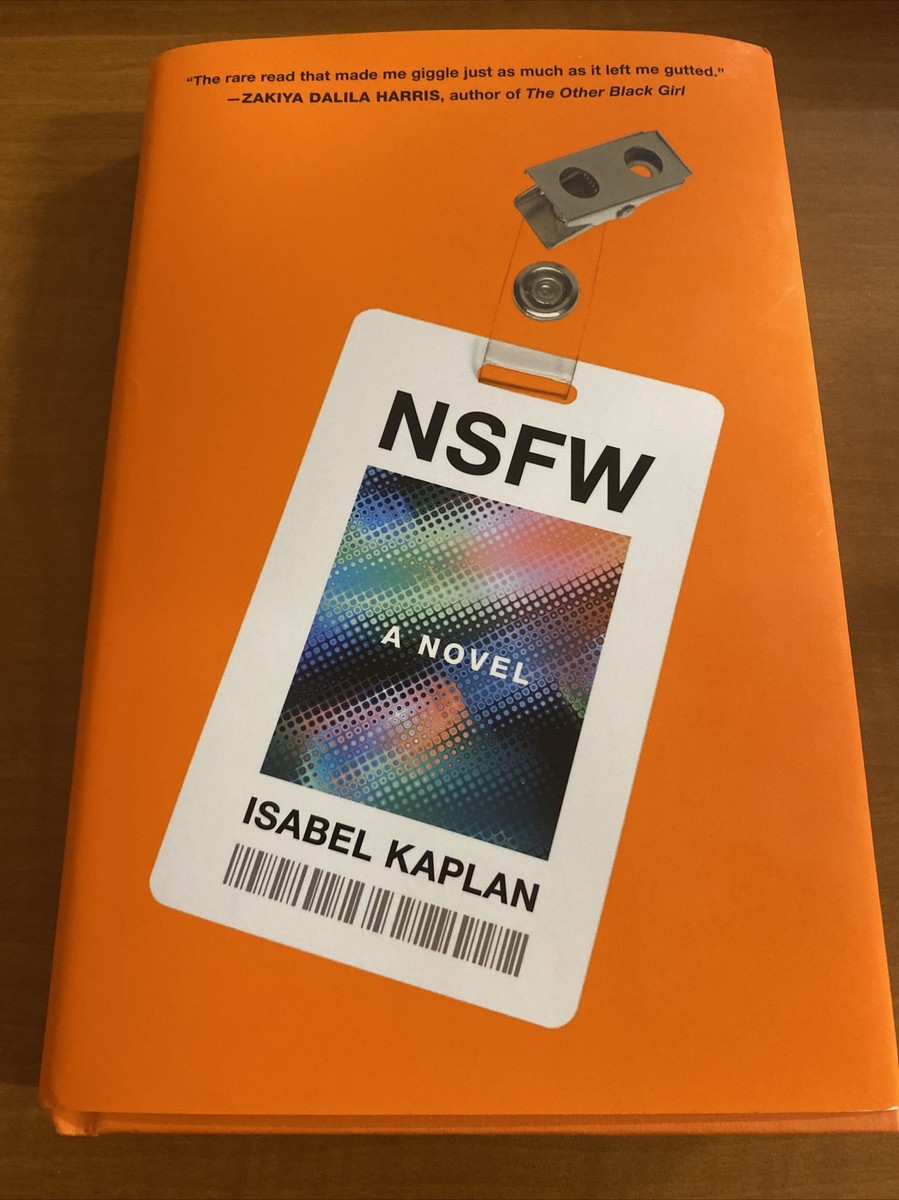 “The rare read that made me giggle just as much as it left me gutted.”
—ZAKIYA DALILA HARRIS, author of The Other Black Girl
NSFW
A NOVEL
ISABEL KAPLAN